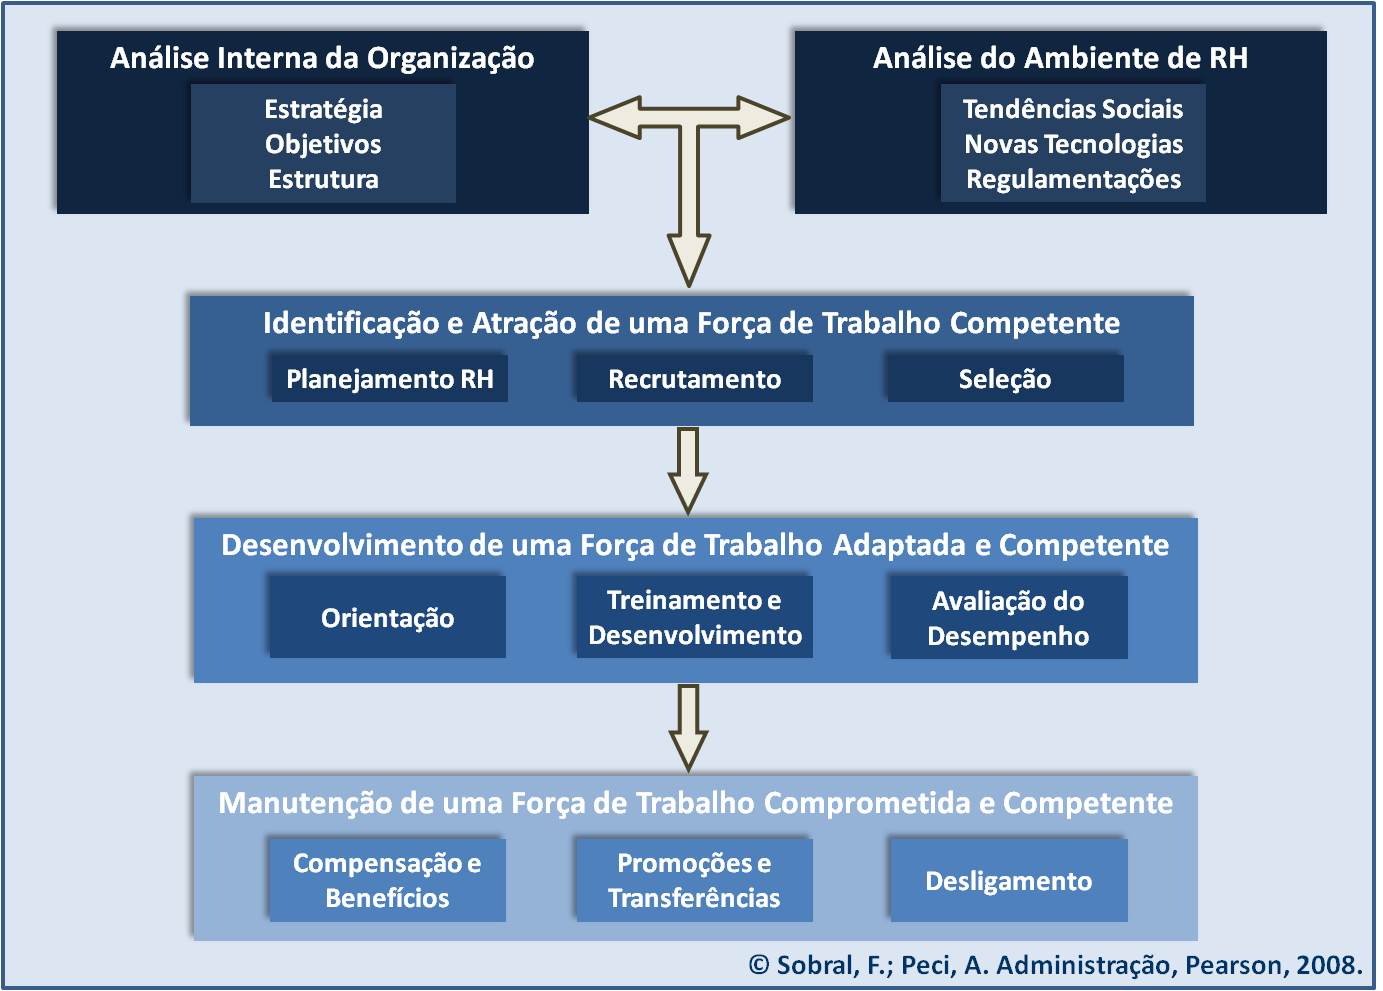 Análise Interna da Organização
Estratégia
Objetivos
Estrutura
Análise do Ambiente de RH
Tendências Sociais
Novas Tecnologias
Regulamentações
Identificação e Atração de uma Força de Trabalho Competente
Planejamento RH
Recrutamento
Seleção
Desenvolvimento de uma Força de Trabalho Adaptada e Competente
Orientação
Treinamento e
Desenvolvimento
Avaliação do
Desempenho
Manutenção de uma Força de Trabalho Comprometida e Competente
Compensação e
Benefícios
Promoções e
Transferências
Desligamento
© Sobral, F.; Peci, A. Administração, Pearson, 2008.